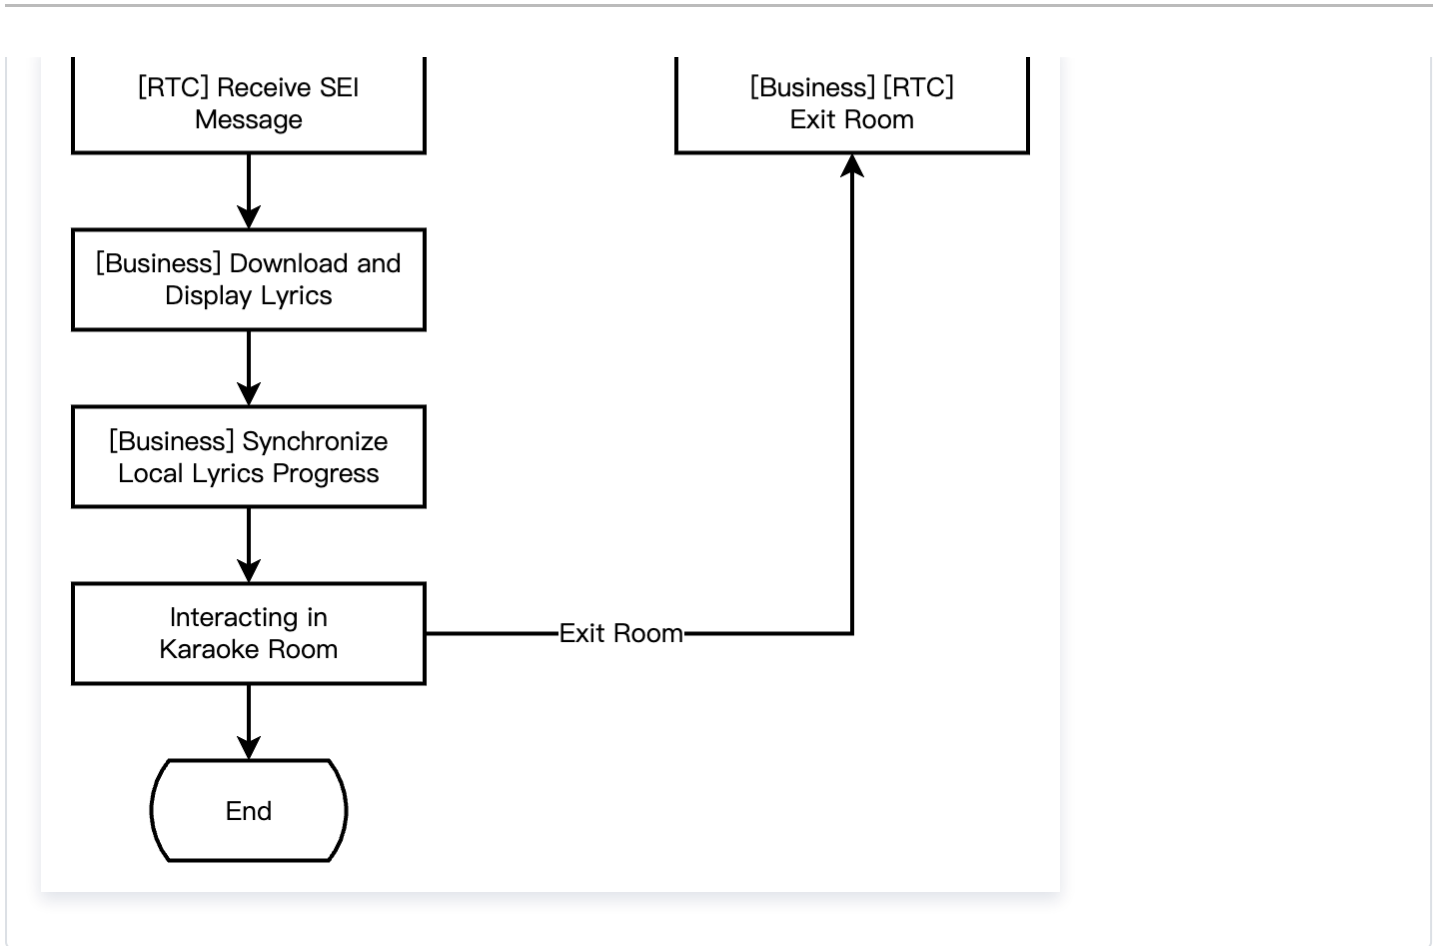 [RTC] Receive SEI
Message
[Business] [RTC]
Exit Room
[Business] Download and
Display Lyrics
[Business] Synchronize
Local Lyrics Progress
Interacting in
Karaoke Room
Exit Room
End